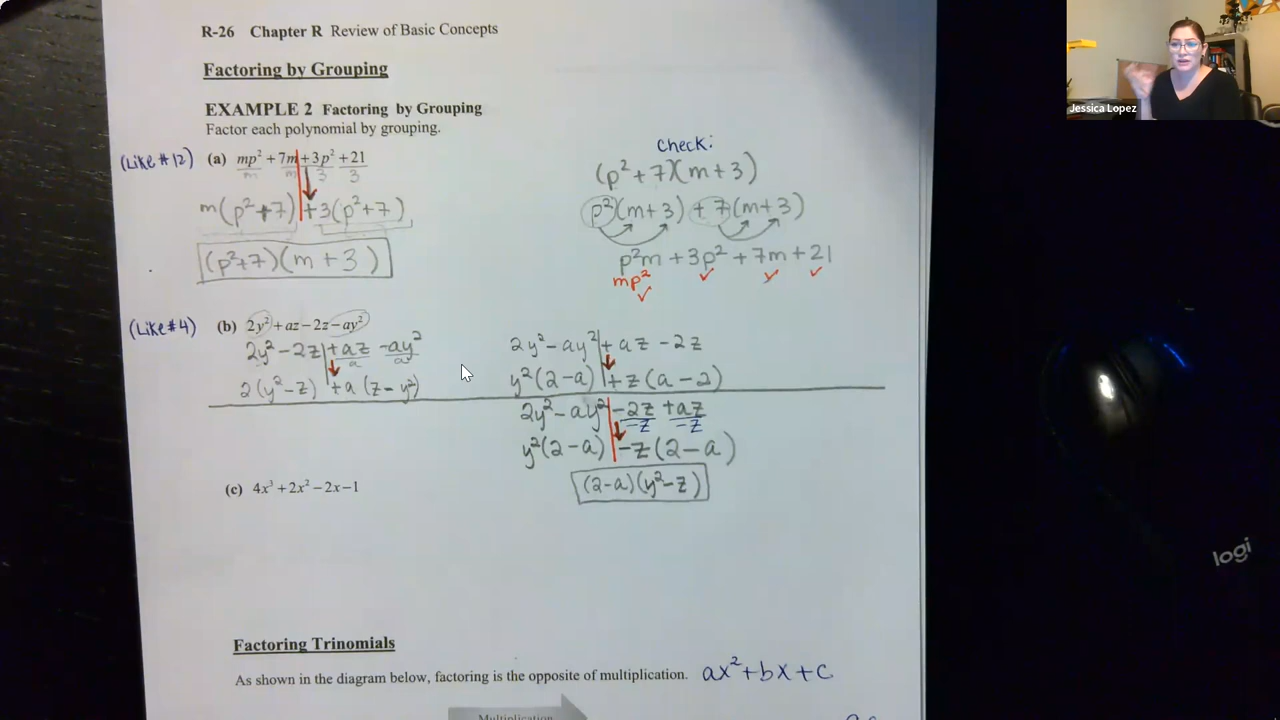 R-26 Chapter R Review of Basic Concepts
Jessica Lopez
Factoring by Grouping
EXAMPLE 2 Factoring by Grouping
Factor each polynomial by grouping.
(Like #12) (a) mp² + 7m + 3p² + 21
m m 3 3
m(p² + 7) + 3(p² + 7)
(p²+7)(m + 3)
Check:
(p² + 7)(m + 3)
p²(m + 3) + 7(m + 3)
p²m + 3p² + 7m + 21
mp²
✓ ✓ ✓ ✓
(Like #4) (b) 2y² + az – 2z – ay²
2y² - 2z + az - ay²
a a
2(y² - z) + a(z - y²)
2y² - ay² + az - 2z
y²(2 - a) + z(a - 2)
2y² - ay² - 2z + az
-z -z
y²(2 - a) - z(2 - a)
(2-a)(y²-z)
(c) 4x³ + 2x² – 2x – 1
logi
Factoring Trinomials
As shown in the diagram below, factoring is the opposite of multiplication. ax² + bx + c
Multiplication